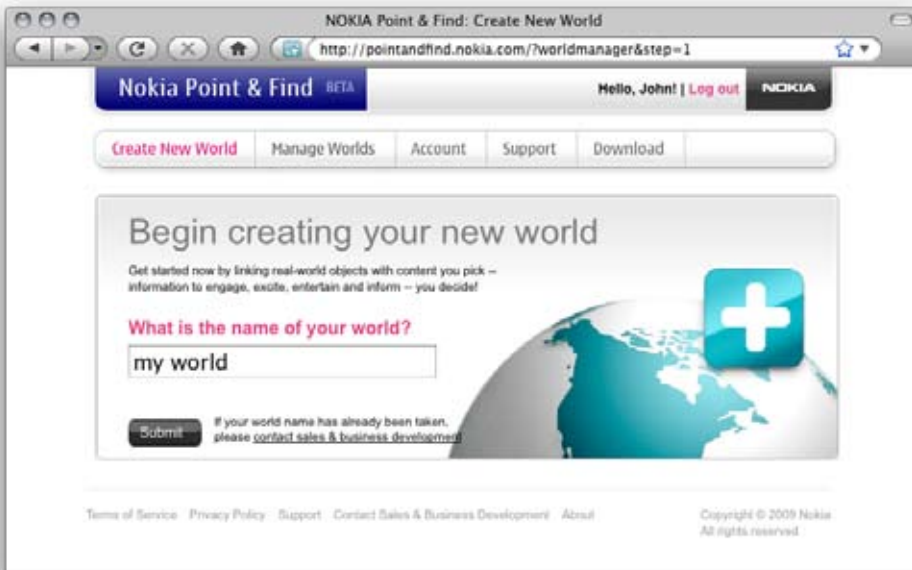 NOKIA Point & Find: Create New World
http://pointandfind.nokia.com/?worldmanager&step=1
Nokia Point & Find BETA
Hello, John! | Log out
NOKIA
Create New World
Manage Worlds
Account
Support
Download
Begin creating your new world
Get started now by linking real-world objects with content you pick –
information to engage, excite, entertain and inform – you decide!
What is the name of your world?
my world
Submit
If your world name has already been taken,
please contact sales & business development
Terms of Service Privacy Policy Support Contact Sales & Business Development About
Copyright © 2009 Nokia
All rights reserved